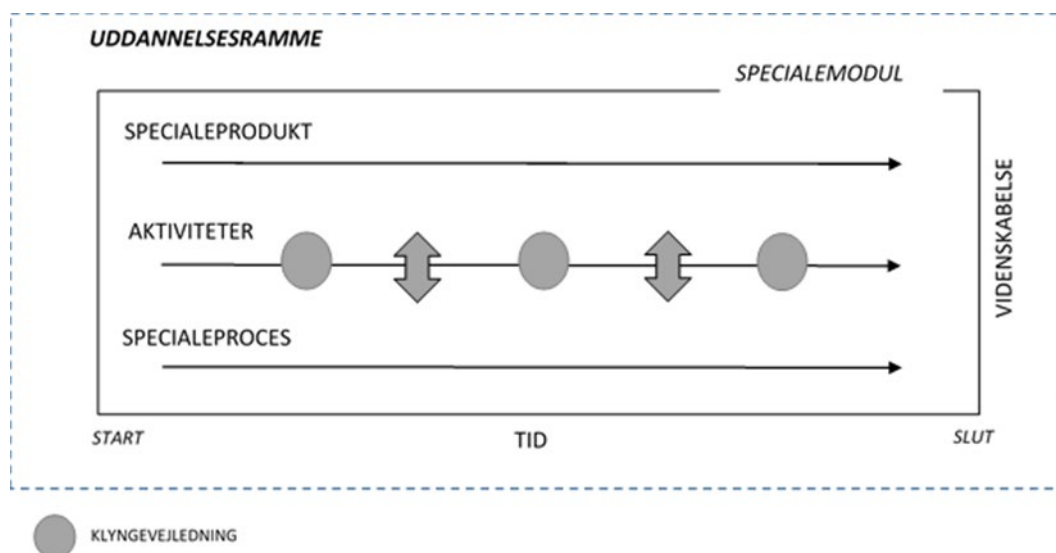 UDDANNELSESRAMME
SPECIALEMODUL
SPECIALEPRODUKT
AKTIVITETER
SPECIALEPROCES
VIDENSKABELSE
START
TID
SLUT
KLYNGEVEJLEDNING